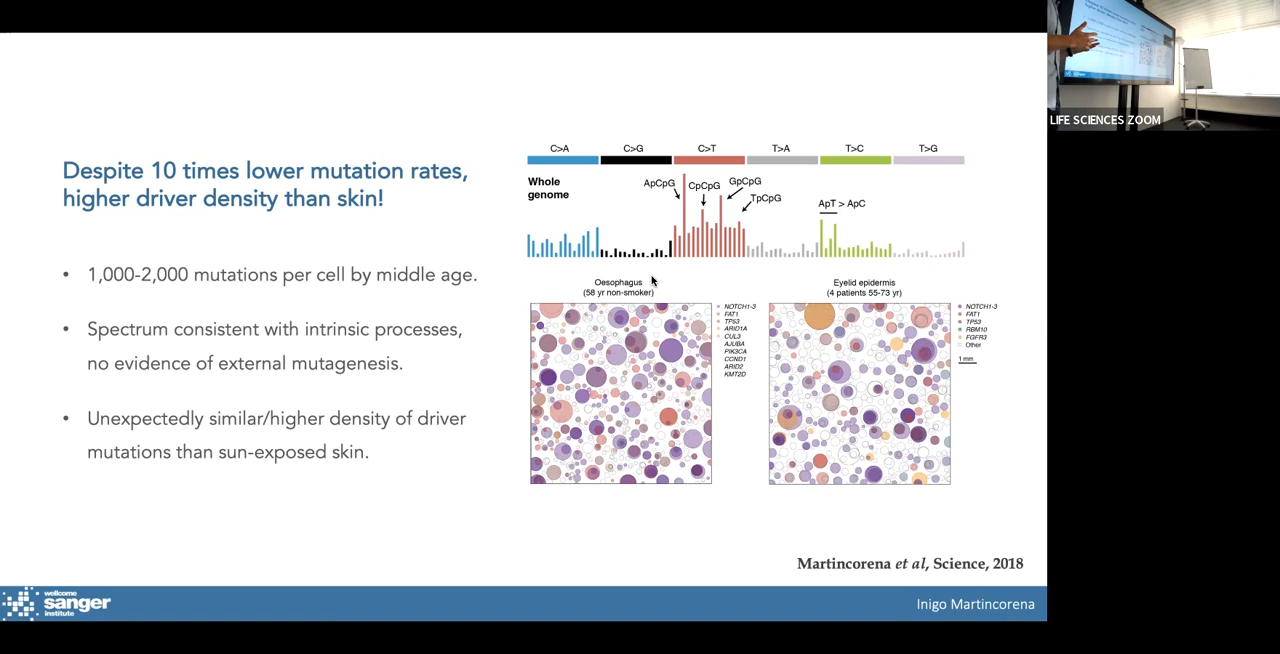 LIFE SCIENCES ZOOM
Despite 10 times lower mutation rates,
higher driver density than skin!
• 1,000-2,000 mutations per cell by middle age.
• Spectrum consistent with intrinsic processes,
no evidence of external mutagenesis.
• Unexpectedly similar/higher density of driver
mutations than sun-exposed skin.
C>A C>G C>T T>A T>C T>G
Whole
genome
ApCpG CpCpG GpCpG TpCpG ApT > ApC
Oesophagus
(58 yr non-smoker)
NOTCH1-3
FAT1
TP53
ARID1A
CUL3
AJUBA
PIK3CA
CCND1
ARID2
KMT2D
Eyelid epidermis
(4 patients 55-73 yr)
NOTCH1-3
FAT1
TP53
RBM10
FGFR3
Other
1 mm
Martincorena et al, Science, 2018
wellcome
sanger
institute
Inigo Martincorena